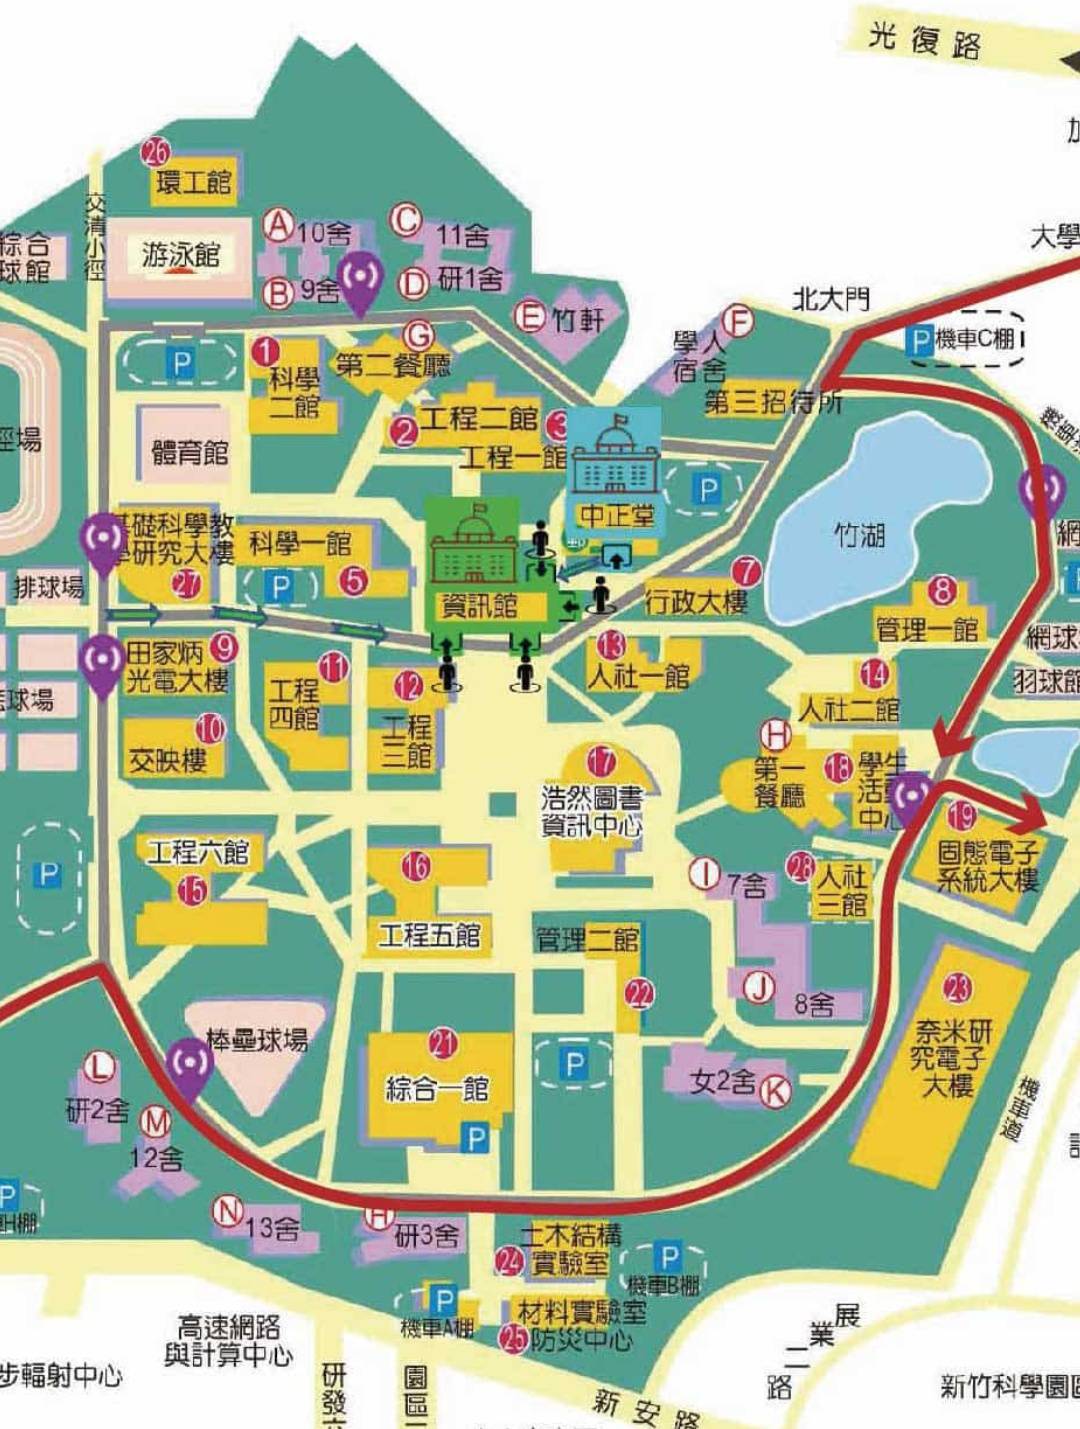 光復路
大學
26
環工館
交清小徑
綜合
球館
游泳館
A
10舍
C
11舍
B
9舍
D
研1舍
E
竹軒
F
學人
宿舍
北大門
P
機車C棚
第三招待所
P
1
科學
二館
G
第二餐廳
2
工程二館
3
工程一館
體育館
中正堂
P
竹湖
基礎科學教
學研究大樓
27
科學一館
P
5
資訊館
7
行政大樓
8
管理一館
排球場
網球
羽球館
田家炳
光電大樓
9
11
工程
四館
12
工程
三館
13
人社一館
14
人社二館
10
交映樓
17
浩然圖書
資訊中心
H
第一
餐廳
18
學生
活動
中心
19
固態電子
系統大樓
P
工程六館
15
16
工程五館
I
7舍
28
人社
三館
管理二館
22
J
8舍
23
奈米研
究電子
大樓
棒壘球場
21
綜合一館
P
P
女2舍
K
機車道
L
研2舍
M
12舍
N
13舍
H
研3舍
P
24
土木結構
實驗室
P
機車B棚
P
機車A棚
材料實驗室
25
防災中心
高速網路
與計算中心
步輻射中心
研發
園區
新安路
展業二路
新竹科學園區